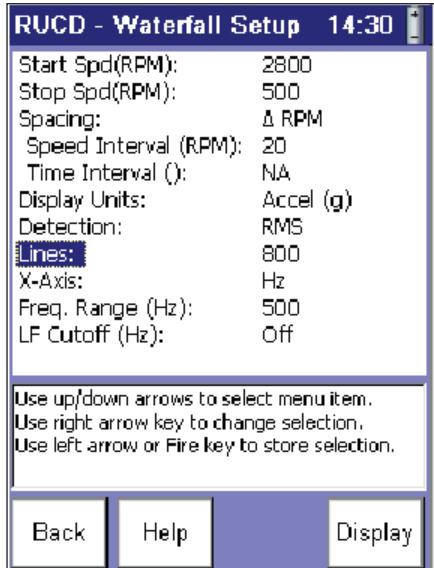 RUCD - Waterfall Setup 14:30
Start Spd(RPM): 2800
Stop Spd(RPM): 500
Spacing: Δ RPM
Speed Interval (RPM): 20
Time Interval (): NA
Display Units: Accel (g)
Detection: RMS
Lines: 800
X-Axis: Hz
Freq. Range (Hz): 500
LF Cutoff (Hz): Off
Use up/down arrows to select menu item.
Use right arrow key to change selection.
Use left arrow or Fire key to store selection.
Back Help Display